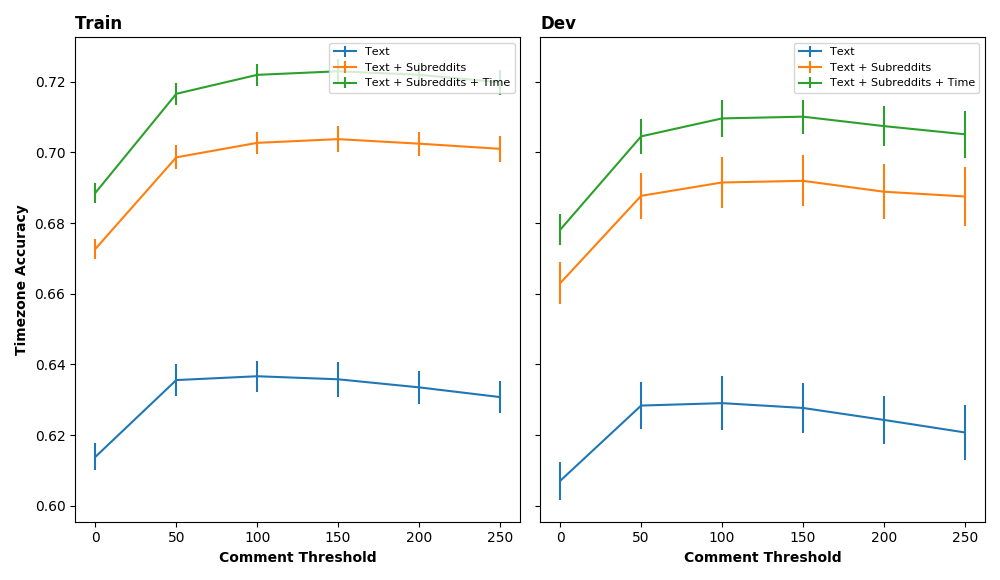 Train
Dev
Text
Text + Subreddits
Text + Subreddits + Time
Text
Text + Subreddits
Text + Subreddits + Time
Timezone Accuracy
0.72
0.70
0.68
0.66
0.64
0.62
0.60
0 50 100 150 200 250
0 50 100 150 200 250
Comment Threshold
Comment Threshold